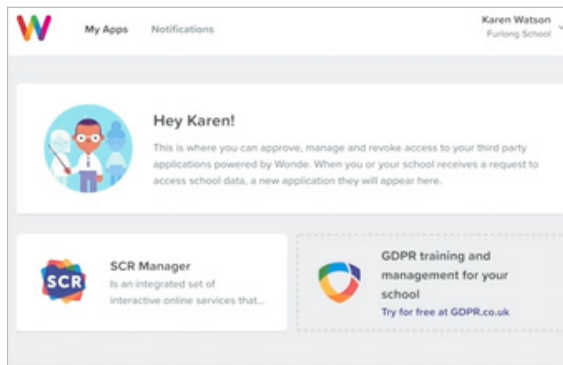 W
My Apps Notifications
Karen Watson
Furlong School
Hey Karen!
This is where you can approve, manage and revoke access to your third party
applications powered by Wonde. When you or your school receives a request to
access school data, a new application they will appear here.
SCR
SCR Manager
Is an integrated set of
interactive online services that...
GDPR training and
management for your
school
Try for free at GDPR.co.uk